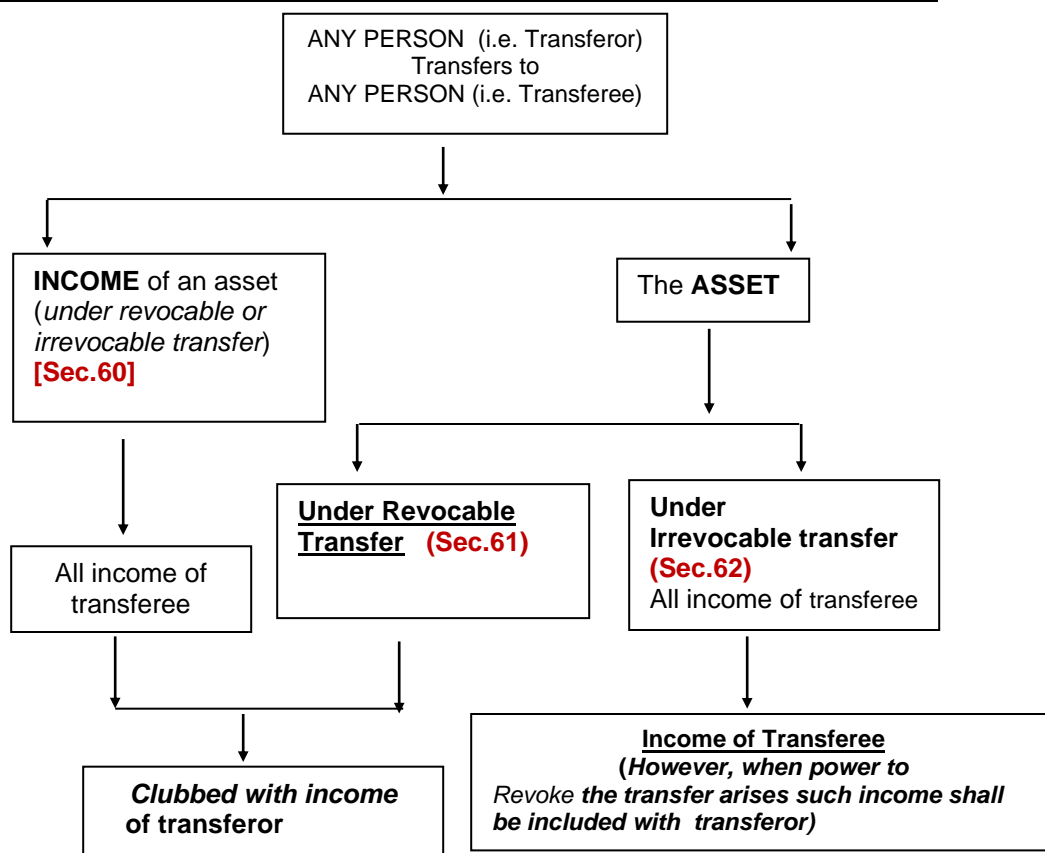 ANY PERSON (i.e. Transferor)
Transfers to
ANY PERSON (i.e. Transferee)
INCOME of an asset
(under revocable or
irrevocable transfer)
[Sec.60]
The ASSET
Under Revocable
Transfer (Sec.61)
Under
Irrevocable transfer
(Sec.62)
All income of transferee
All income of
transferee
Income of Transferee
(However, when power to
Revoke the transfer arises such income shall
be included with transferor)
Clubbed with income
of transferor